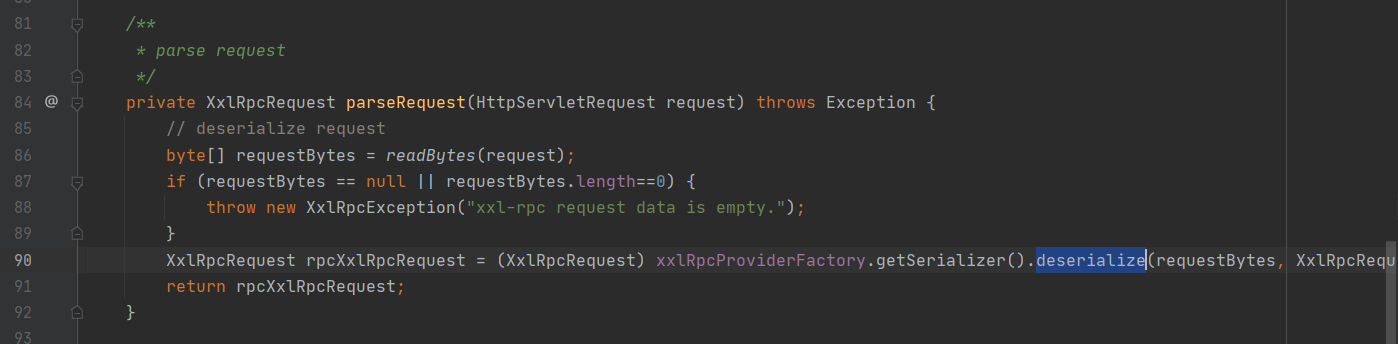 81 /**
82 * parse request
83 */
84 @ private XxlRpcRequest parseRequest(HttpServletRequest request) throws Exception {
85 // deserialize request
86 byte[] requestBytes = readBytes(request);
87 if (requestBytes == null || requestBytes.length==0) {
88 throw new XxlRpcException("xxl-rpc request data is empty.");
89 }
90 XxlRpcRequest rpcXxlRpcRequest = (XxlRpcRequest) xxlRpcProviderFactory.getSerializer().deserialize(requestBytes, XxlRpcRequ
91 return rpcXxlRpcRequest;
92 }
93